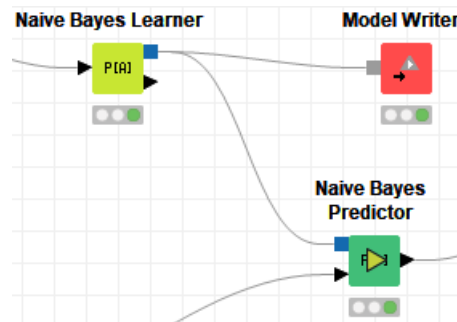 Naive Bayes Learner
Model Writer
P[A]
Naive Bayes
Predictor